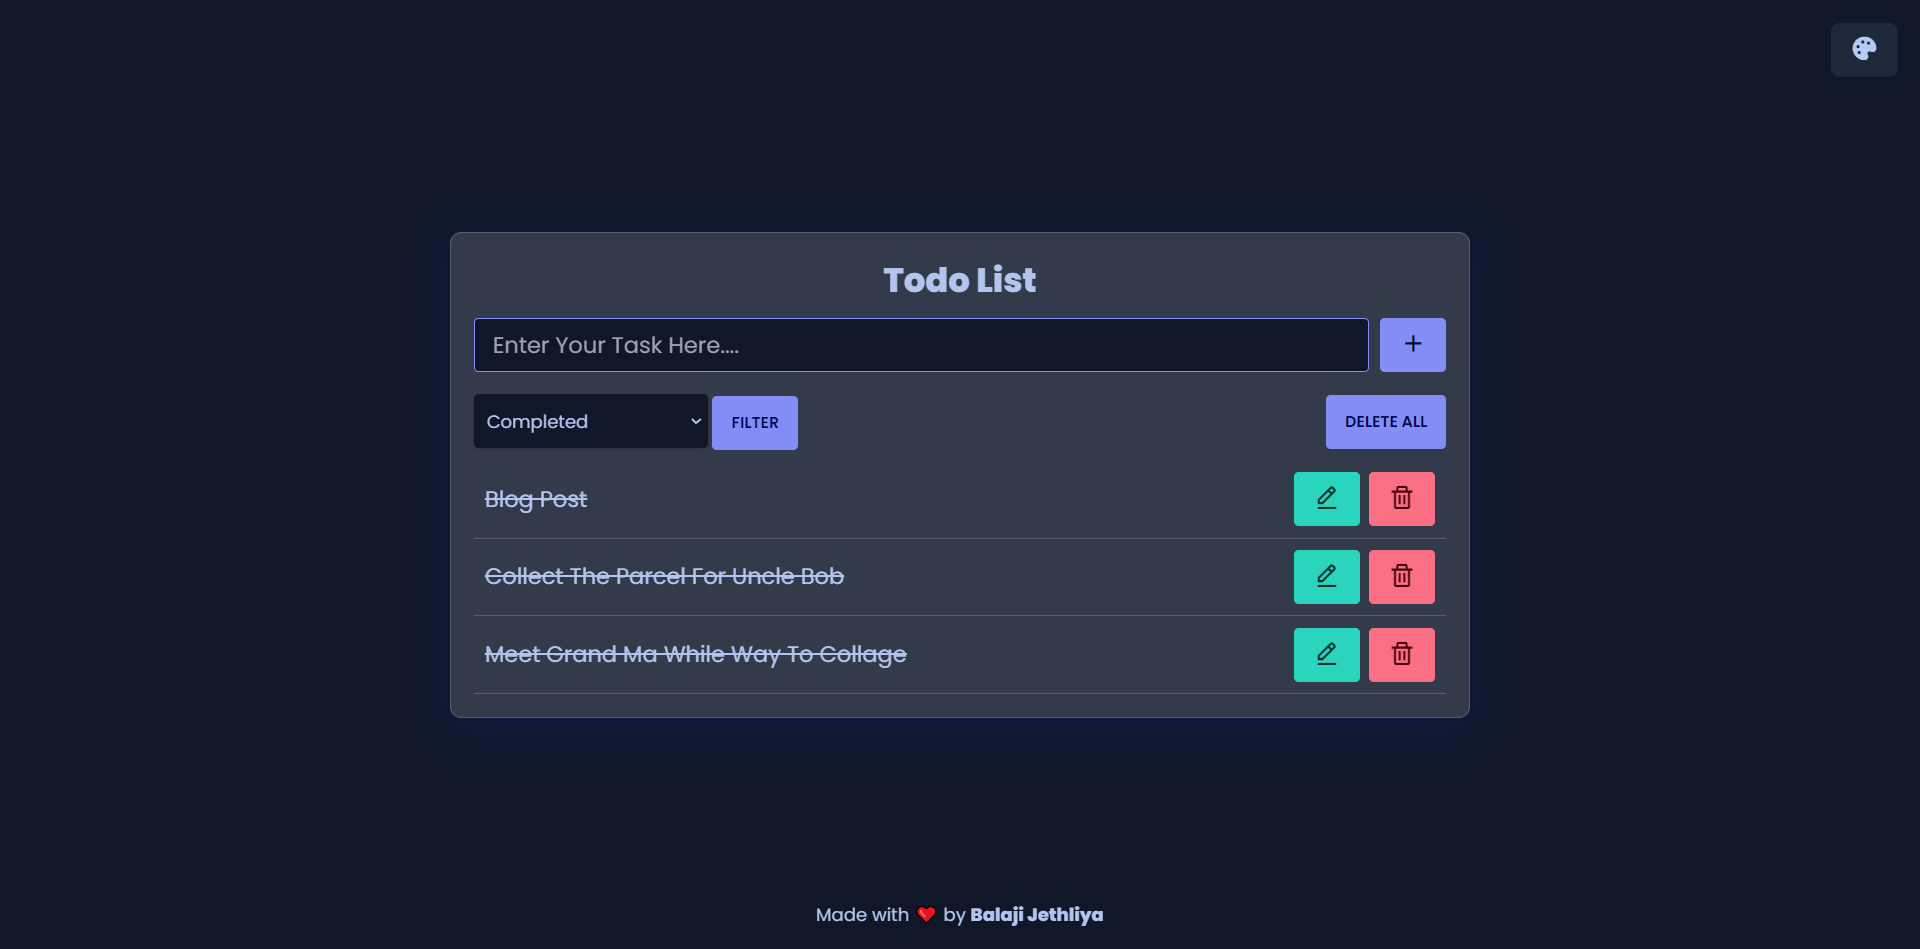 Todo List
Enter Your Task Here....
Completed FILTER DELETE ALL
Blog Post
Collect The Parcel For Uncle Bob
Meet Grand Ma While Way To Collage
Made with ❤️ by Balaji Jethliya